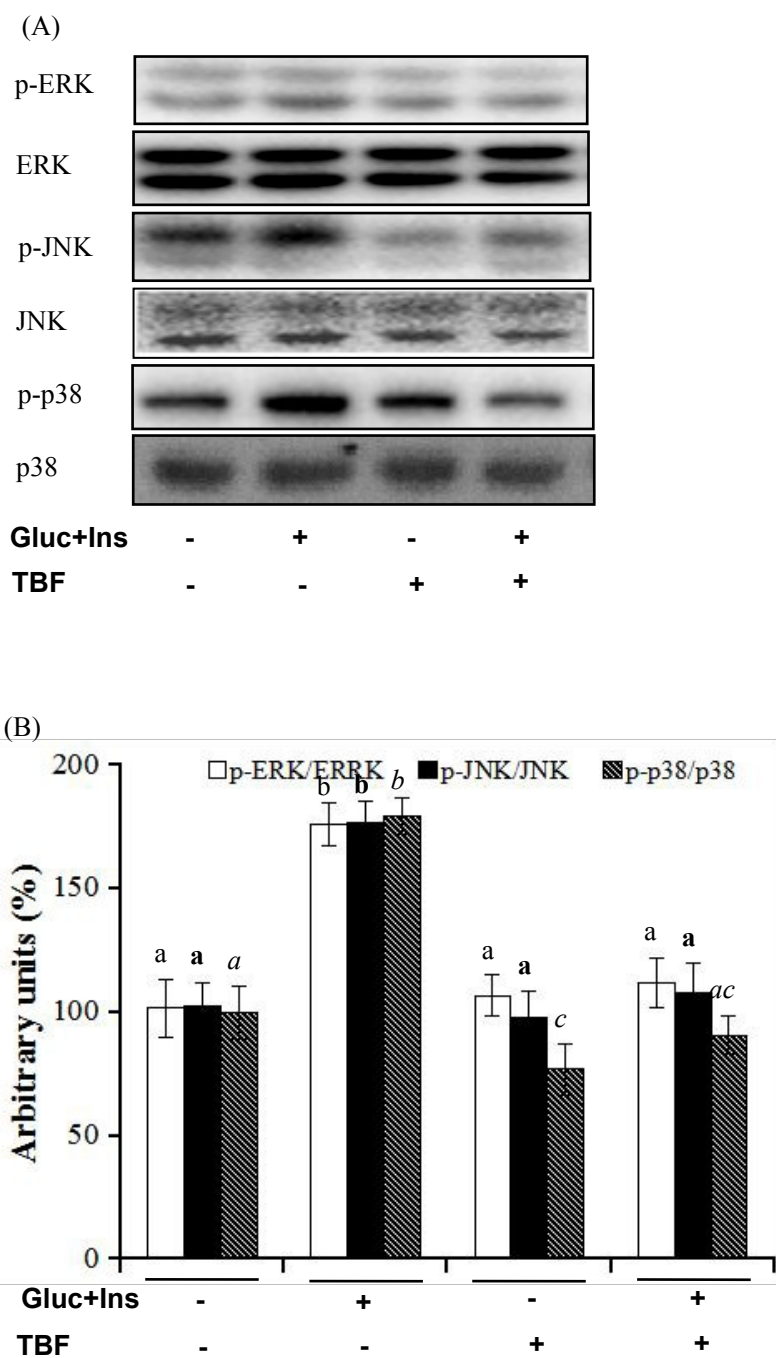 (A)
p-ERK
ERK
p-JNK
JNK
p-p38
p38
Gluc+Ins - + - +
TBF - - + +
(B)
200 p-ERK/ERRK p-JNK/JNK p-p38/p38
b b b
150
a a a a a a a
100 ac
c
50
0
Arbitrary units (%)
Gluc+Ins - + - +
TBF - - + +